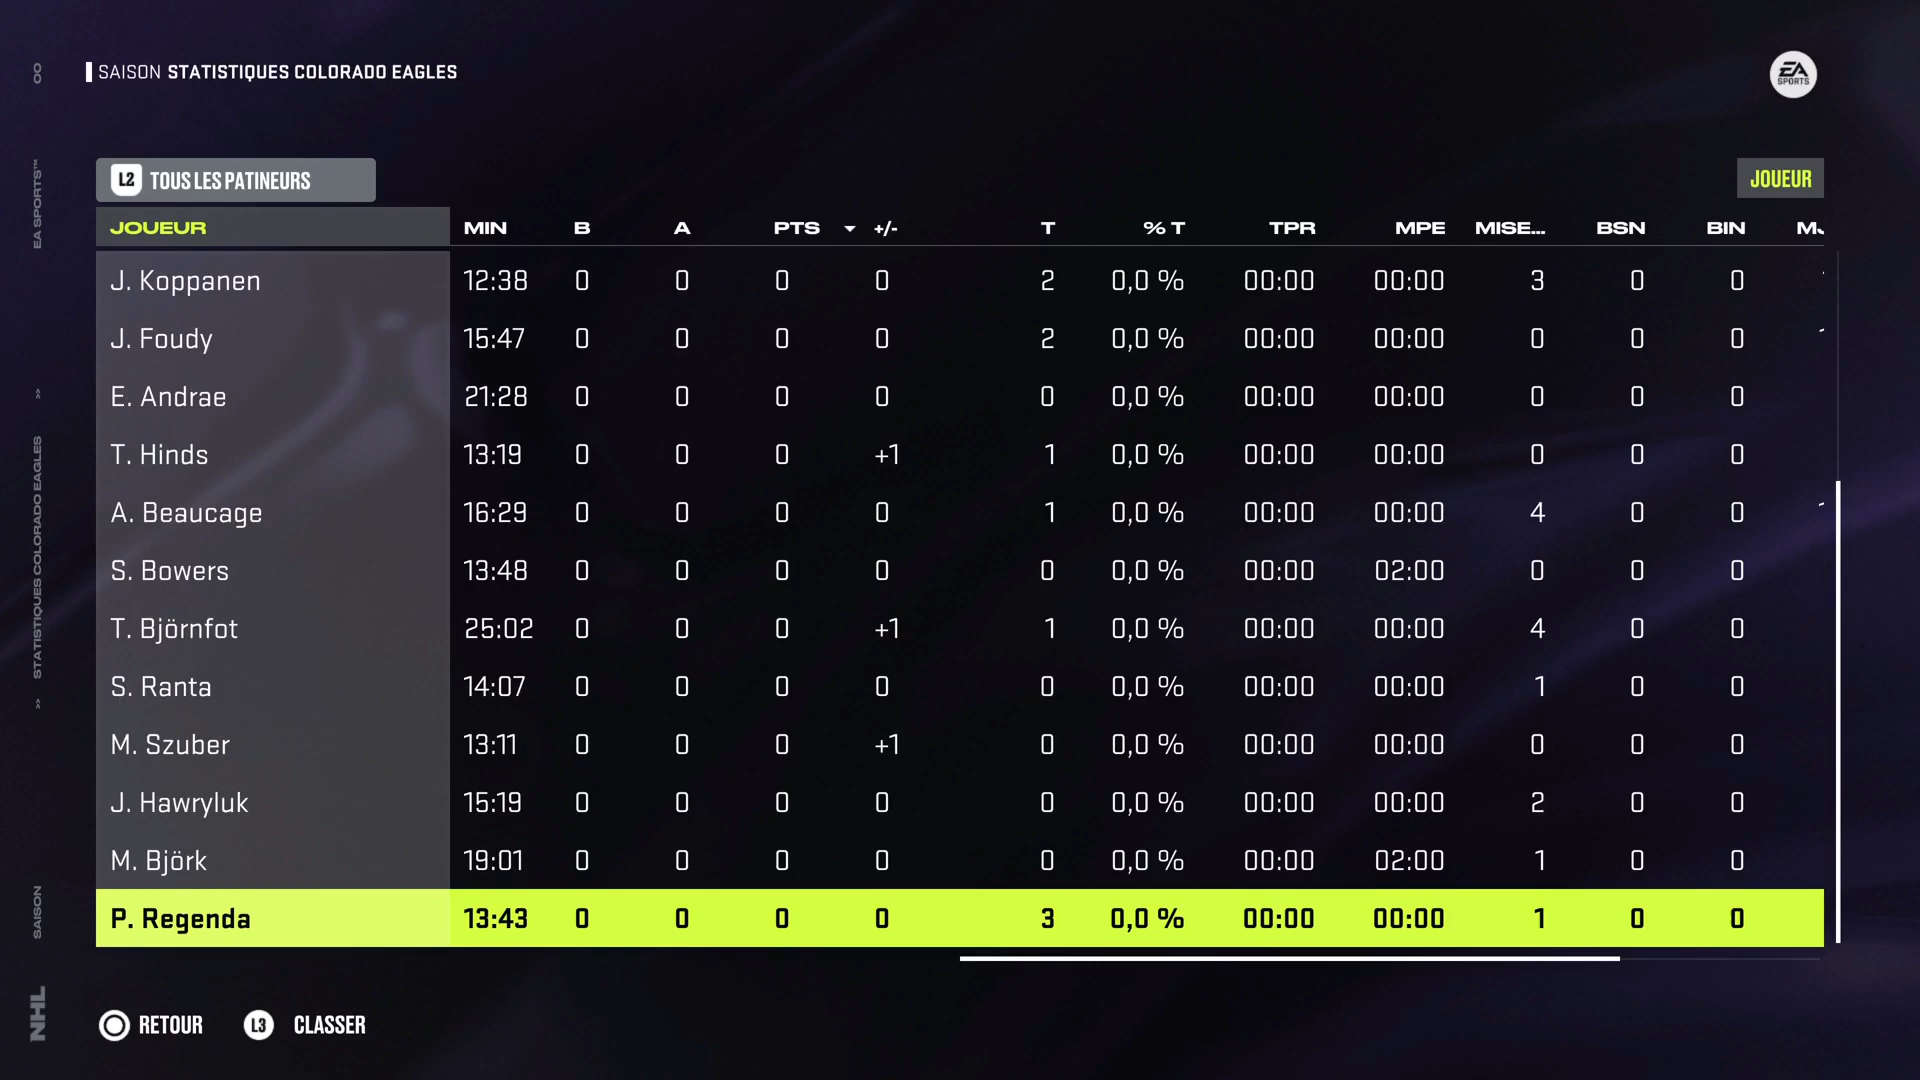 SAISON STATISTIQUES COLORADO EAGLES
EA SPORTS
L2 TOUS LES PATINEURS
JOUEUR
JOUEUR MIN B A PTS +/- T % T TPR MPE MISE... BSN BIN
J. Koppanen 12:38 0 0 0 0 2 0,0 % 00:00 00:00 3 0 0
J. Foudy 15:47 0 0 0 0 2 0,0 % 00:00 00:00 0 0 0
E. Andrae 21:28 0 0 0 0 0 0,0 % 00:00 00:00 0 0 0
T. Hinds 13:19 0 0 0 +1 1 0,0 % 00:00 00:00 0 0 0
A. Beaucage 16:29 0 0 0 0 1 0,0 % 00:00 00:00 4 0 0
S. Bowers 13:48 0 0 0 0 0 0,0 % 00:00 02:00 0 0 0
T. Björnfot 25:02 0 0 0 +1 1 0,0 % 00:00 00:00 4 0 0
S. Ranta 14:07 0 0 0 0 0 0,0 % 00:00 00:00 1 0 0
M. Szuber 13:11 0 0 0 +1 0 0,0 % 00:00 00:00 0 0 0
J. Hawryluk 15:19 0 0 0 0 0 0,0 % 00:00 00:00 2 0 0
M. Björk 19:01 0 0 0 0 0 0,0 % 00:00 02:00 1 0 0
P. Regenda 13:43 0 0 0 0 3 0,0 % 00:00 00:00 1 0 0
RETOUR L3 CLASSER
NHL SAISON >> STATISTIQUES COLORADO EAGLES >> EA SPORTS™